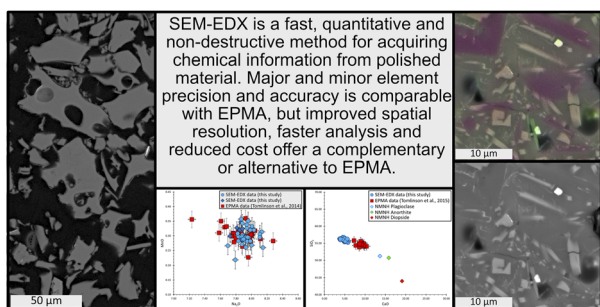 SEM-EDX is a fast, quantitative and
non-destructive method for acquiring
chemical information from polished
material. Major and minor element
precision and accuracy is comparable
with EPMA, but improved spatial
resolution, faster analysis and
reduced cost offer a complementary
or alternative to EPMA.
50 µm
SEM-EDX data (this study)
SEM-EDX data (this study)
EPMA data (Tomlinson et al., 2014)
MnO
Na₂O
SEM-EDX data (this study)
EPMA data (Tomlinson et al., 2015)
NMNH Plagioclase
NMNH Anorthite
NMNH Diopside
CaO
10 µm
10 µm